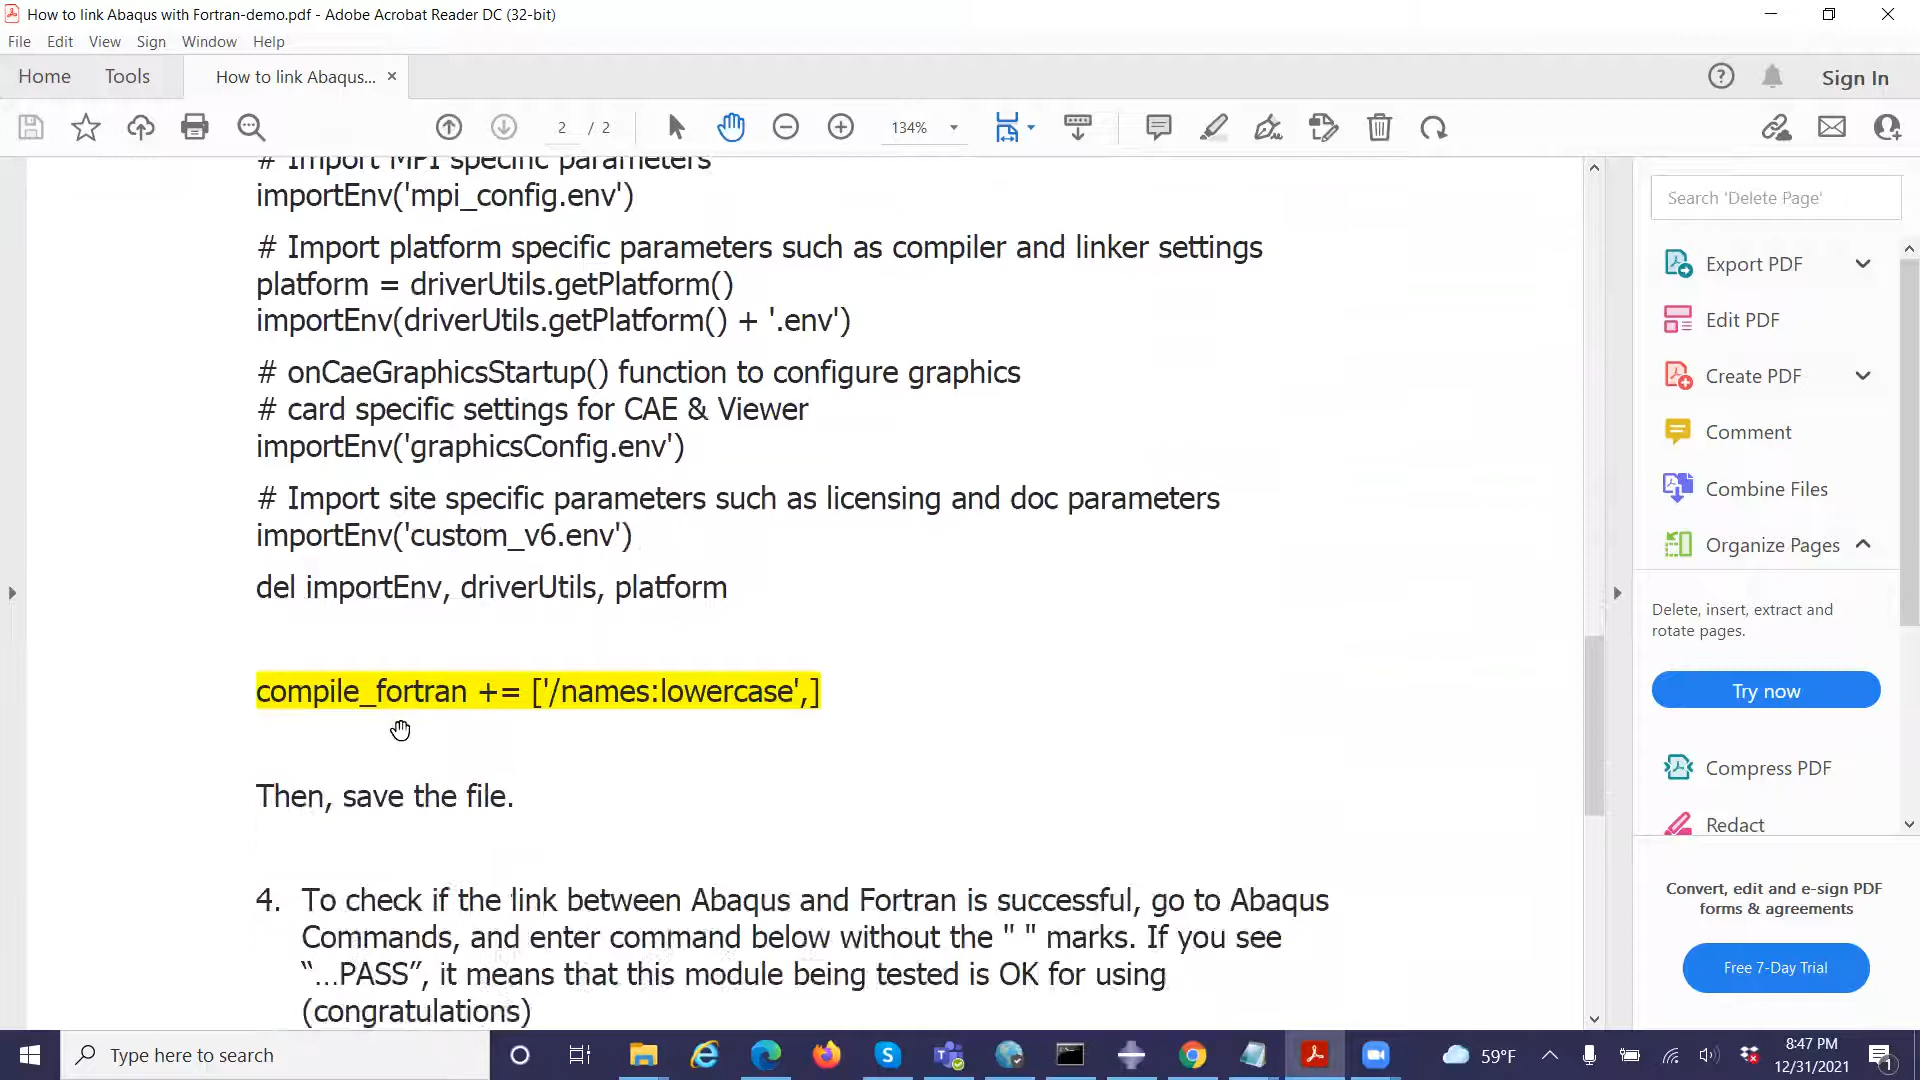 How to link Abaqus with Fortran-demo.pdf - Adobe Acrobat Reader DC (32-bit)
File Edit View Sign Window Help
Home Tools How to link Abaqus... × Sign In
2 / 2 134%
# Import MPI specific parameters
importEnv('mpi_config.env')
# Import platform specific parameters such as compiler and linker settings
platform = driverUtils.getPlatform()
importEnv(driverUtils.getPlatform() + '.env')
# onCaeGraphicsStartup() function to configure graphics
# card specific settings for CAE & Viewer
importEnv('graphicsConfig.env')
# Import site specific parameters such as licensing and doc parameters
importEnv('custom_v6.env')
del importEnv, driverUtils, platform
compile_fortran += ['/names:lowercase',]
Then, save the file.
4. To check if the link between Abaqus and Fortran is successful, go to Abaqus
Commands, and enter command below without the " " marks. If you see
“...PASS”, it means that this module being tested is OK for using
(congratulations)
Search 'Delete Page'
Export PDF
Edit PDF
Create PDF
Comment
Combine Files
Organize Pages
Delete, insert, extract and
rotate pages.
Try now
Compress PDF
Redact
Convert, edit and e-sign PDF
forms & agreements
Free 7-Day Trial
Type here to search
59°F
8:47 PM
12/31/2021
1